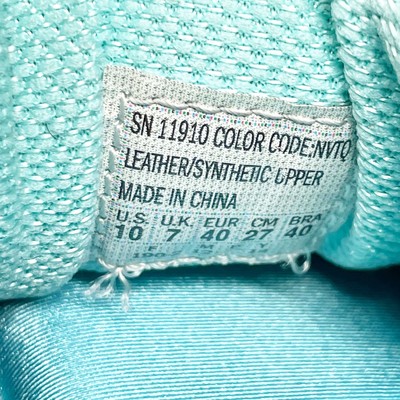 SN 11910 COLOR CODE:NVTQ
LEATHER/SYNTHETIC UPPER
MADE IN CHINA
U.S. U.K. EUR CM BRA
10 7 40 27 40